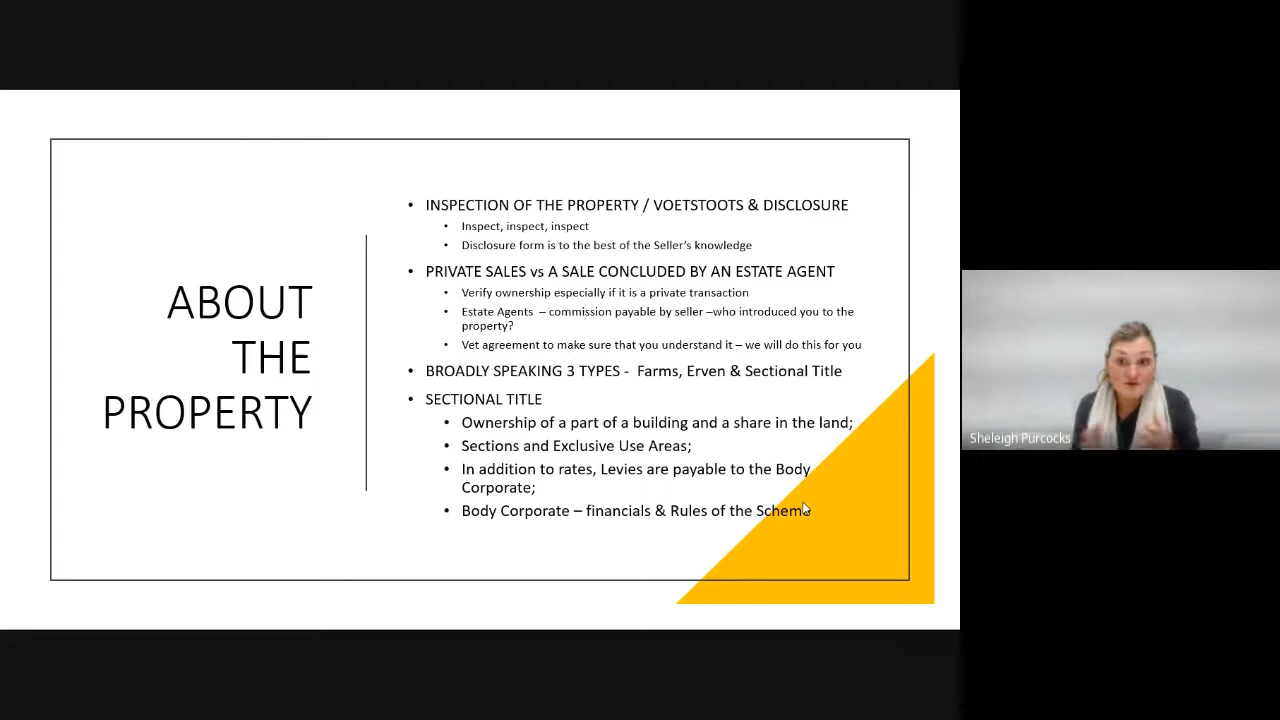 ABOUT
THE
PROPERTY
• INSPECTION OF THE PROPERTY / VOETSTOOTS & DISCLOSURE
• Inspect, inspect, inspect
• Disclosure form is to the best of the Seller's knowledge
• PRIVATE SALES vs A SALE CONCLUDED BY AN ESTATE AGENT
• Verify ownership especially if it is a private transaction
• Estate Agents – commission payable by seller –who introduced you to the
property?
• Vet agreement to make sure that you understand it – we will do this for you
• BROADLY SPEAKING 3 TYPES - Farms, Erven & Sectional Title
• SECTIONAL TITLE
• Ownership of a part of a building and a share in the land;
• Sections and Exclusive Use Areas;
• In addition to rates, Levies are payable to the Body
Corporate;
• Body Corporate – financials & Rules of the Scheme
Sheleigh Purcocks